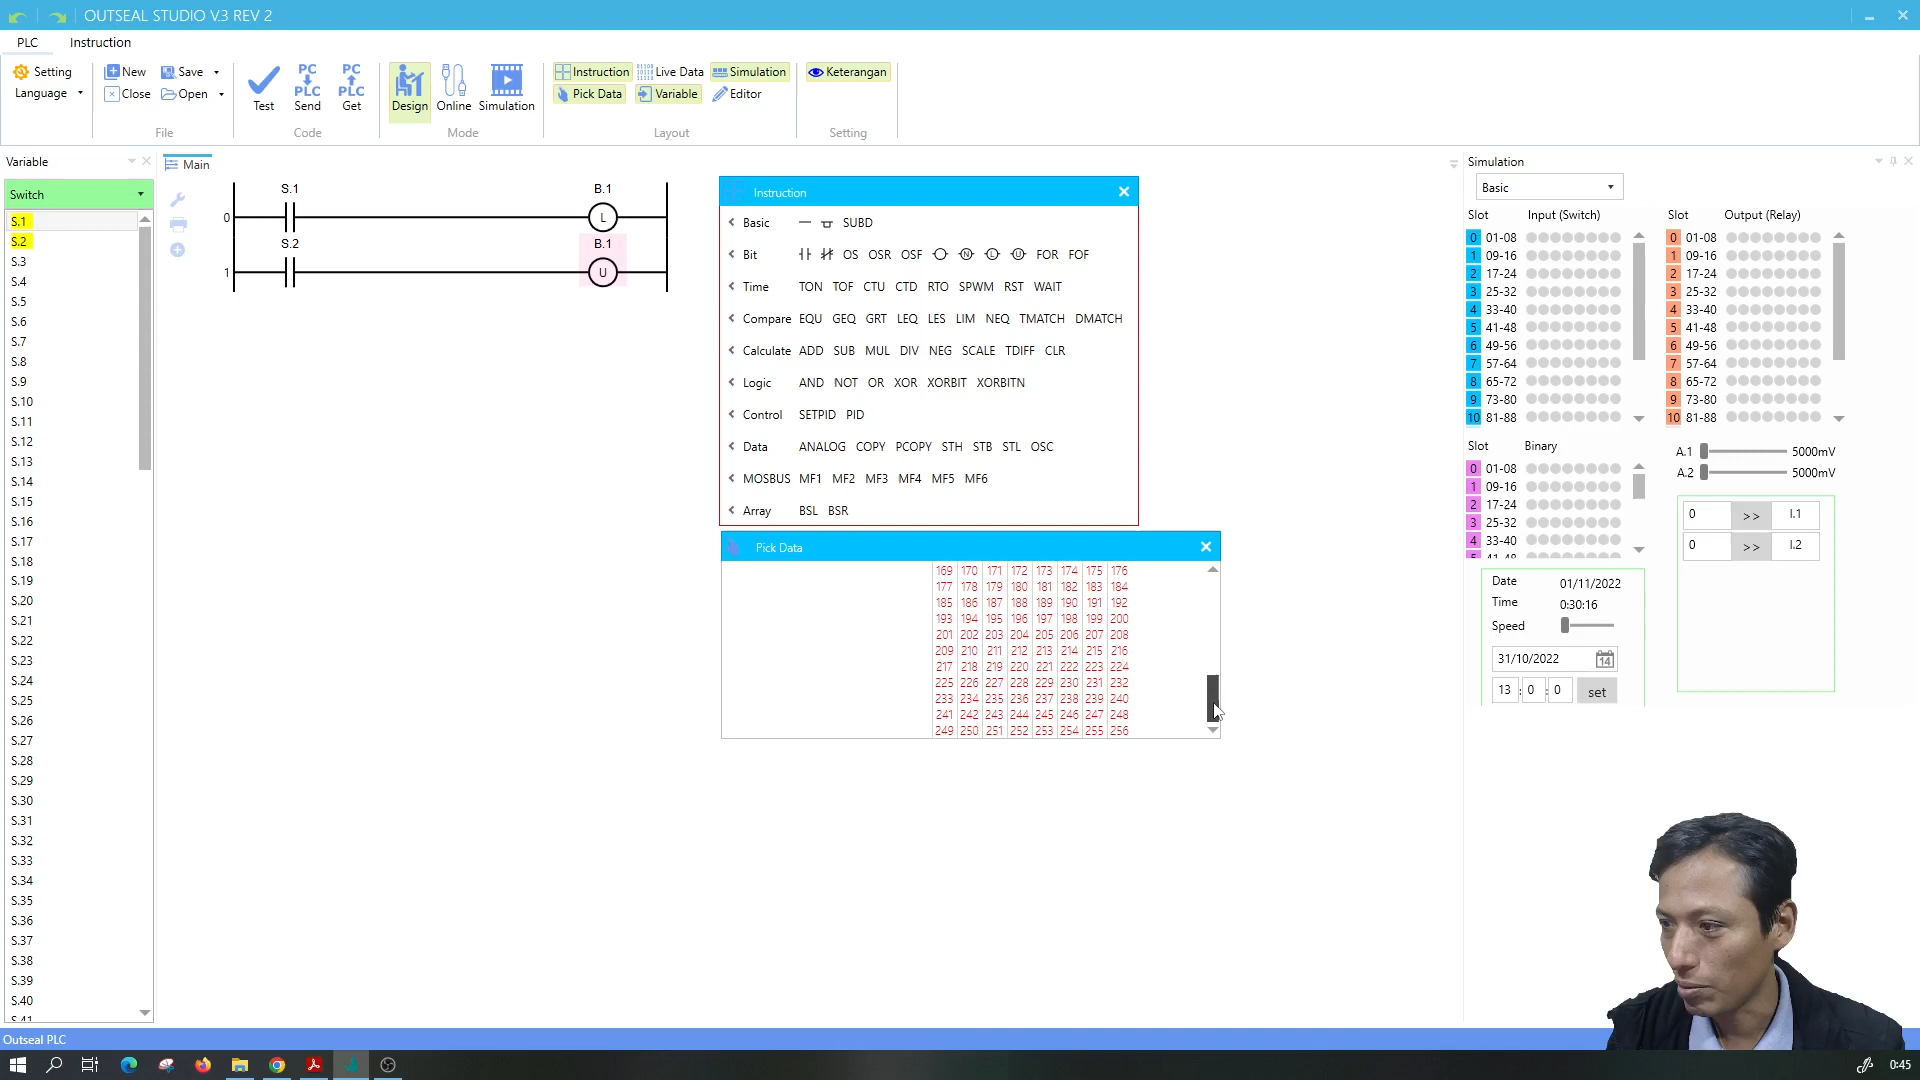 OUTSEAL STUDIO V.3 REV 2
PLC Instruction
Setting
Language
New Save
Close Open
File
Test
PC PLC Send
PC PLC Get
Code
Design Online Simulation
Mode
Instruction Live Data Simulation
Pick Data Variable Editor
Layout
Keterangan
Setting
Variable
Switch
S.1
S.2
S.3
S.4
S.5
S.6
S.7
S.8
S.9
S.10
S.11
S.12
S.13
S.14
S.15
S.16
S.17
S.18
S.19
S.20
S.21
S.22
S.23
S.24
S.25
S.26
S.27
S.28
S.29
S.30
S.31
S.32
S.33
S.34
S.35
S.36
S.37
S.38
S.39
S.40
S.41
Main
S.1 B.1
0 L
S.2 B.1
1 U
Instruction
Basic SUBD
Bit OS OSR OSF N L U FOR FOF
Time TON TOF CTU CTD RTO SPWM RST WAIT
Compare EQU GEQ GRT LEQ LES LIM NEQ TMATCH DMATCH
Calculate ADD SUB MUL DIV NEG SCALE TDIFF CLR
Logic AND NOT OR XOR XORBIT XORBITN
Control SETPID PID
Data ANALOG COPY PCOPY STH STB STL OSC
MOSBUS MF1 MF2 MF3 MF4 MF5 MF6
Array BSL BSR
Pick Data
169 170 171 172 173 174 175 176
177 178 179 180 181 182 183 184
185 186 187 188 189 190 191 192
193 194 195 196 197 198 199 200
201 202 203 204 205 206 207 208
209 210 211 212 213 214 215 216
217 218 219 220 221 222 223 224
225 226 227 228 229 230 231 232
233 234 235 236 237 238 239 240
241 242 243 244 245 246 247 248
249 250 251 252 253 254 255 256
Simulation
Basic
Slot Input (Switch) Slot Output (Relay)
0 01-08 0 01-08
1 09-16 1 09-16
2 17-24 2 17-24
3 25-32 3 25-32
4 33-40 4 33-40
5 41-48 5 41-48
6 49-56 6 49-56
7 57-64 7 57-64
8 65-72 8 65-72
9 73-80 9 73-80
10 81-88 10 81-88
Slot Binary
0 01-08
1 09-16
2 17-24
3 25-32
4 33-40
5 41-48
A.1 5000mV
A.2 5000mV
0 >> I.1
0 >> I.2
Date 01/11/2022
Time 0:30:16
Speed
31/10/2022 14
13 : 0 : 0 set
Outseal PLC
0:45